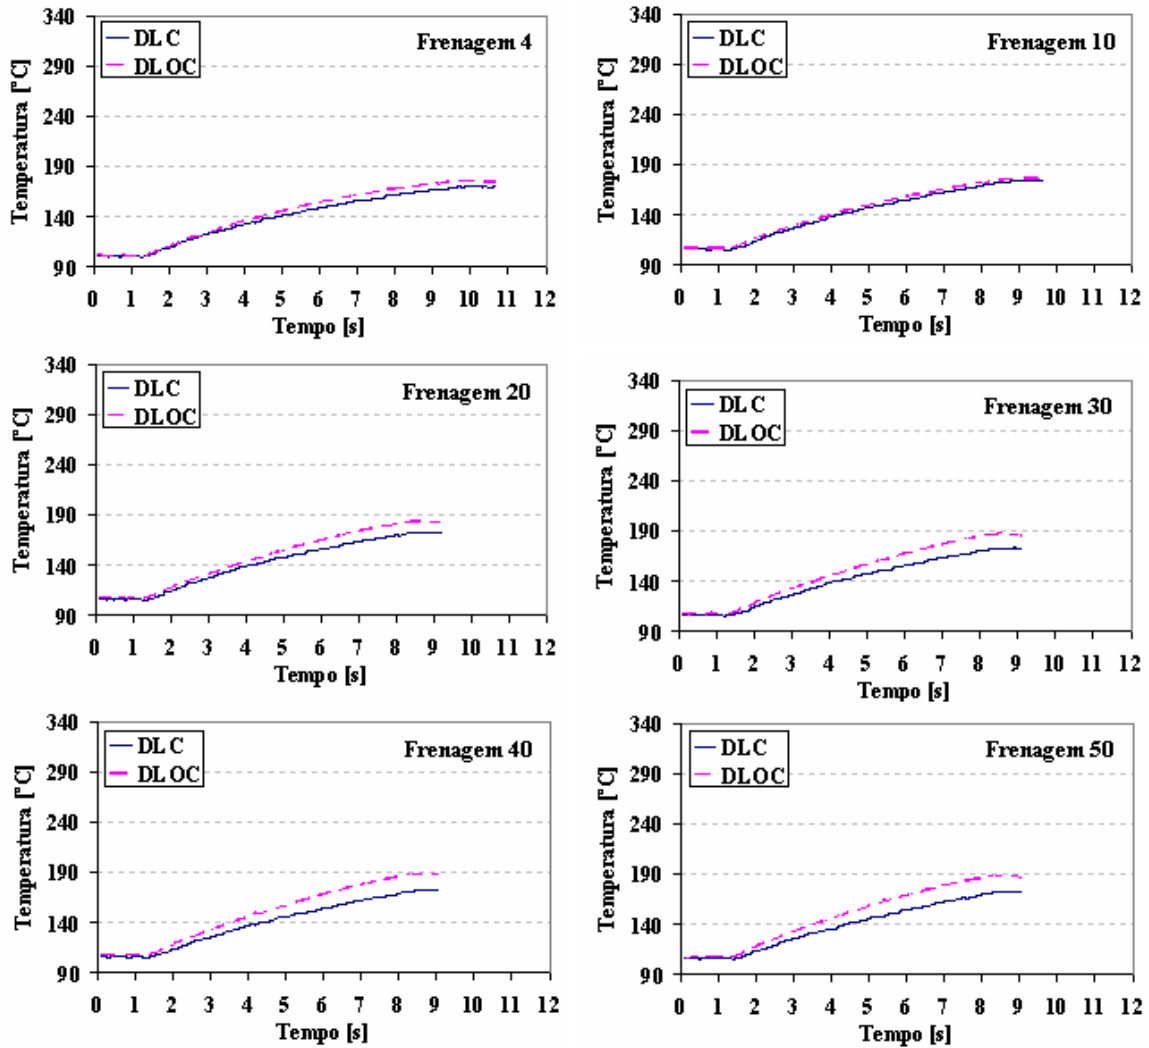 340
290
240
190
140
90
Temperatura [°C]
DLC
DLOC
Frenagem 4
0 1 2 3 4 5 6 7 8 9 10 11 12
Tempo [s]
340
290
240
190
140
90
Temperatura [°C]
DLC
DLOC
Frenagem 10
0 1 2 3 4 5 6 7 8 9 10 11 12
Tempo [s]
340
290
240
190
140
90
Temperatura [°C]
DLC
DLOC
Frenagem 20
0 1 2 3 4 5 6 7 8 9 10 11 12
Tempo [s]
340
290
240
190
140
90
Temperatura [°C]
DLC
DLOC
Frenagem 30
0 1 2 3 4 5 6 7 8 9 10 11 12
Tempo [s]
340
290
240
190
140
90
Temperatura [°C]
DLC
DLOC
Frenagem 40
0 1 2 3 4 5 6 7 8 9 10 11 12
Tempo [s]
340
290
240
190
140
90
Temperatura [°C]
DLC
DLOC
Frenagem 50
0 1 2 3 4 5 6 7 8 9 10 11 12
Tempo [s]